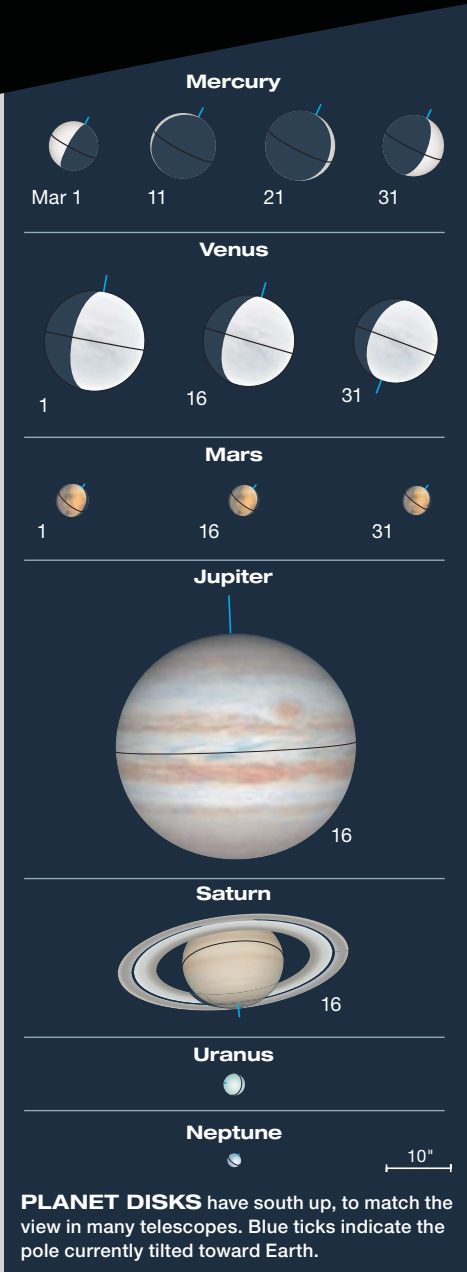 Mercury
Mar 1 11 21 31
Venus
1 16 31
Mars
1 16 31
Jupiter
16
Saturn
16
Uranus
Neptune
10"
PLANET DISKS have south up, to match the
view in many telescopes. Blue ticks indicate the
pole currently tilted toward Earth.